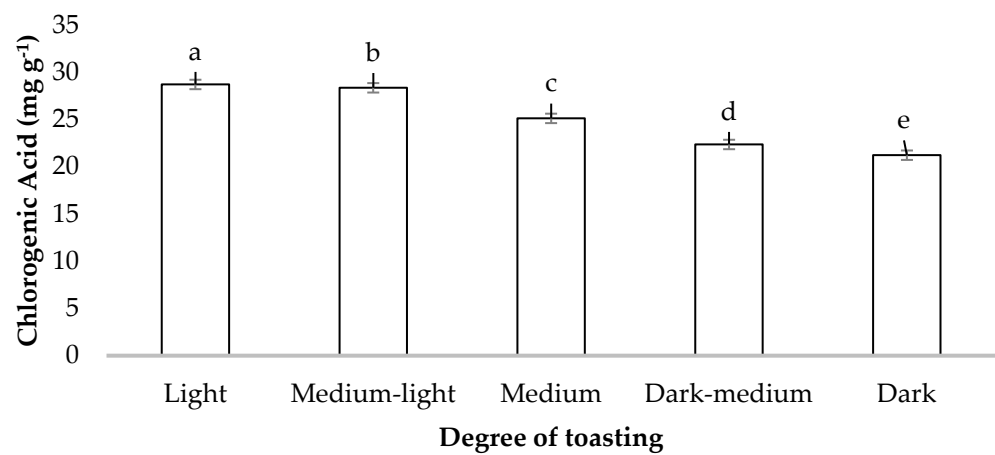 Chlorogenic Acid (mg g-1)
35
30
25
20
15
10
5
0
a
b
c
d
e
Light
Medium-light
Medium
Dark-medium
Dark
Degree of toasting